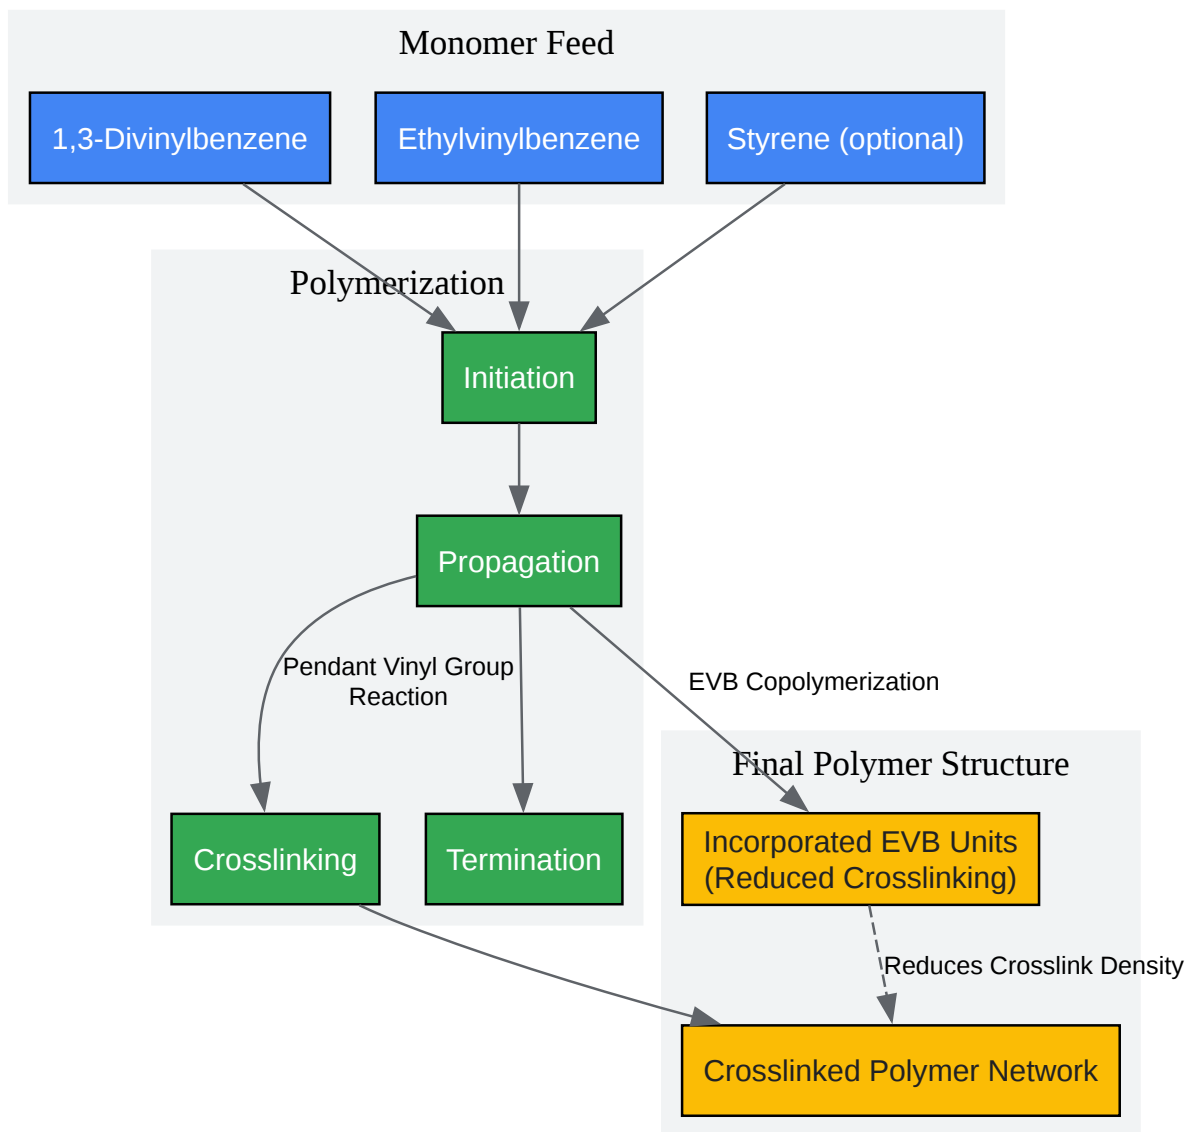 Monomer Feed
1,3-Divinylbenzene
Ethylvinylbenzene
Styrene (optional)
Polymerization
Initiation
Propagation
Pendant Vinyl Group
Reaction
EVB Copolymerization
Final Polymer Structure
Crosslinking
Termination
Incorporated EVB Units
(Reduced Crosslinking)
Reduces Crosslink Density
Crosslinked Polymer Network